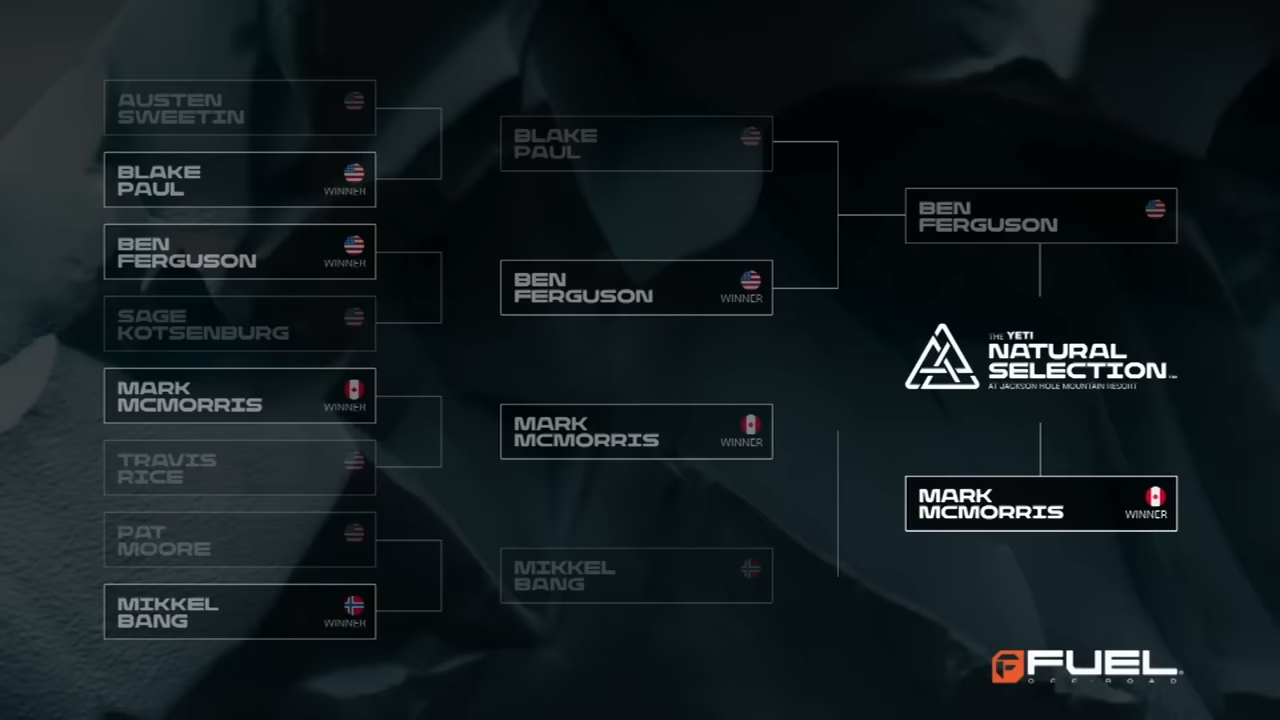 AUSTEN
SWEETIN
BLAKE
PAUL
WINNER
BEN
FERGUSON
WINNER
SAGE
KOTSENBURG
MARK
MCMORRIS
WINNER
TRAVIS
RICE
PAT
MOORE
MIKKEL
BANG
WINNER
BLAKE
PAUL
BEN
FERGUSON
WINNER
MARK
MCMORRIS
WINNER
MIKKEL
BANG
BEN
FERGUSON
THE YETI
NATURAL
SELECTION
AT JACKSON HOLE MOUNTAIN RESORT
MARK
MCMORRIS
WINNER
FUEL
OFF-ROAD